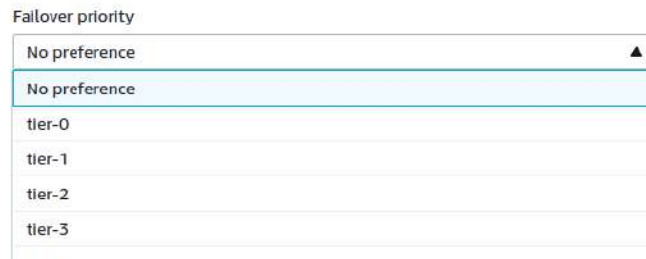 Failover priority
No preference
No preference
tier-0
tier-1
tier-2
tier-3